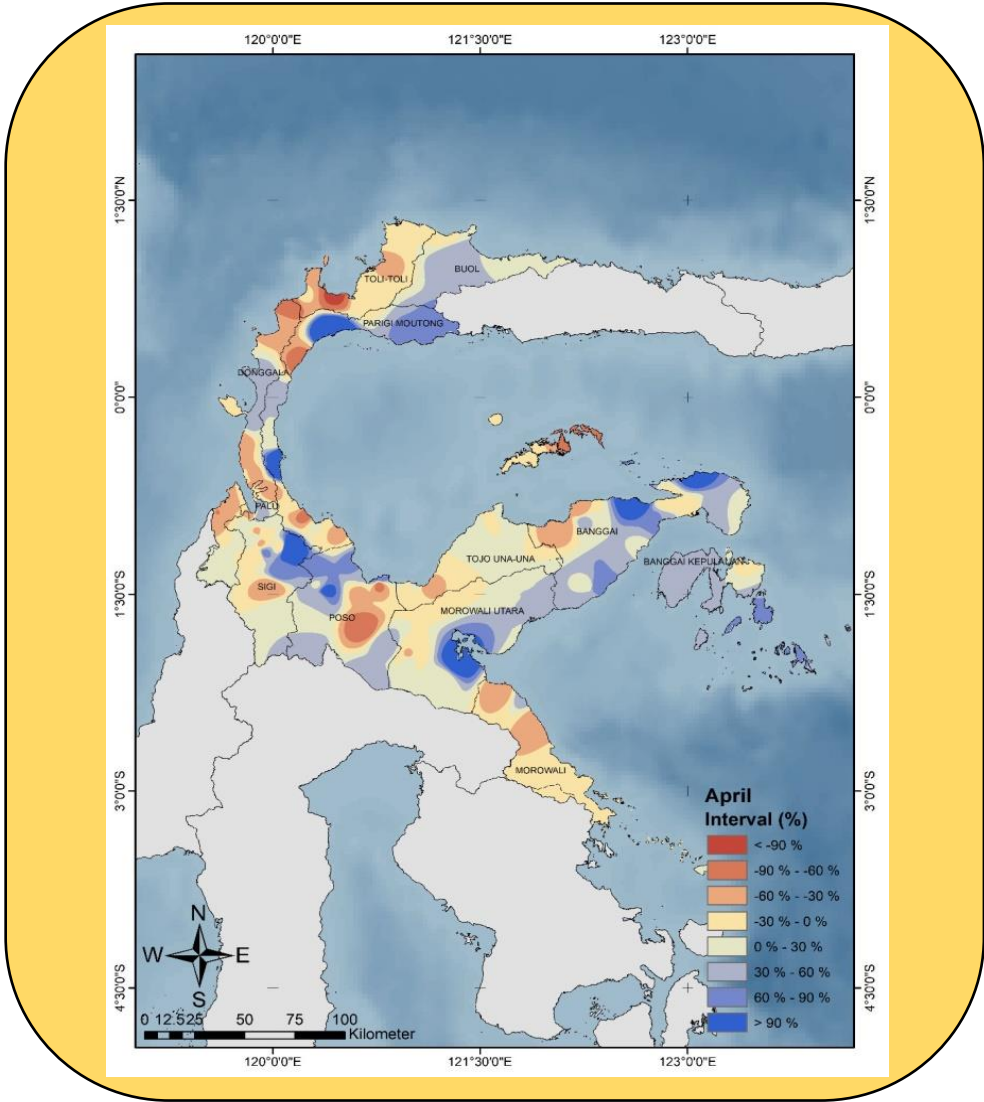 120°0'0"E 121°30'0"E 123°0'0"E
1°30'0"N
1°30'0"N
TOLI-TOLI
BUOL
PARIGI MOUTONG
DONGGALA
0°0'0"
0°0'0"
PALU
BANGGAI
TOJO UNA-UNA
BANGGAI KEPULAUAN
SIGI
1°30'0"S
1°30'0"S
MOROWALI UTARA
POSO
MOROWALI
3°0'0"S
3°0'0"S
April
Interval (%)
< -90 %
-90 % - -60 %
-60 % - -30 %
-30 % - 0 %
0 % - 30 %
30 % - 60 %
60 % - 90 %
> 90 %
N
W E
S
4°30'0"S
4°30'0"S
0 12.525 50 75 100
Kilometer
120°0'0"E 121°30'0"E 123°0'0"E